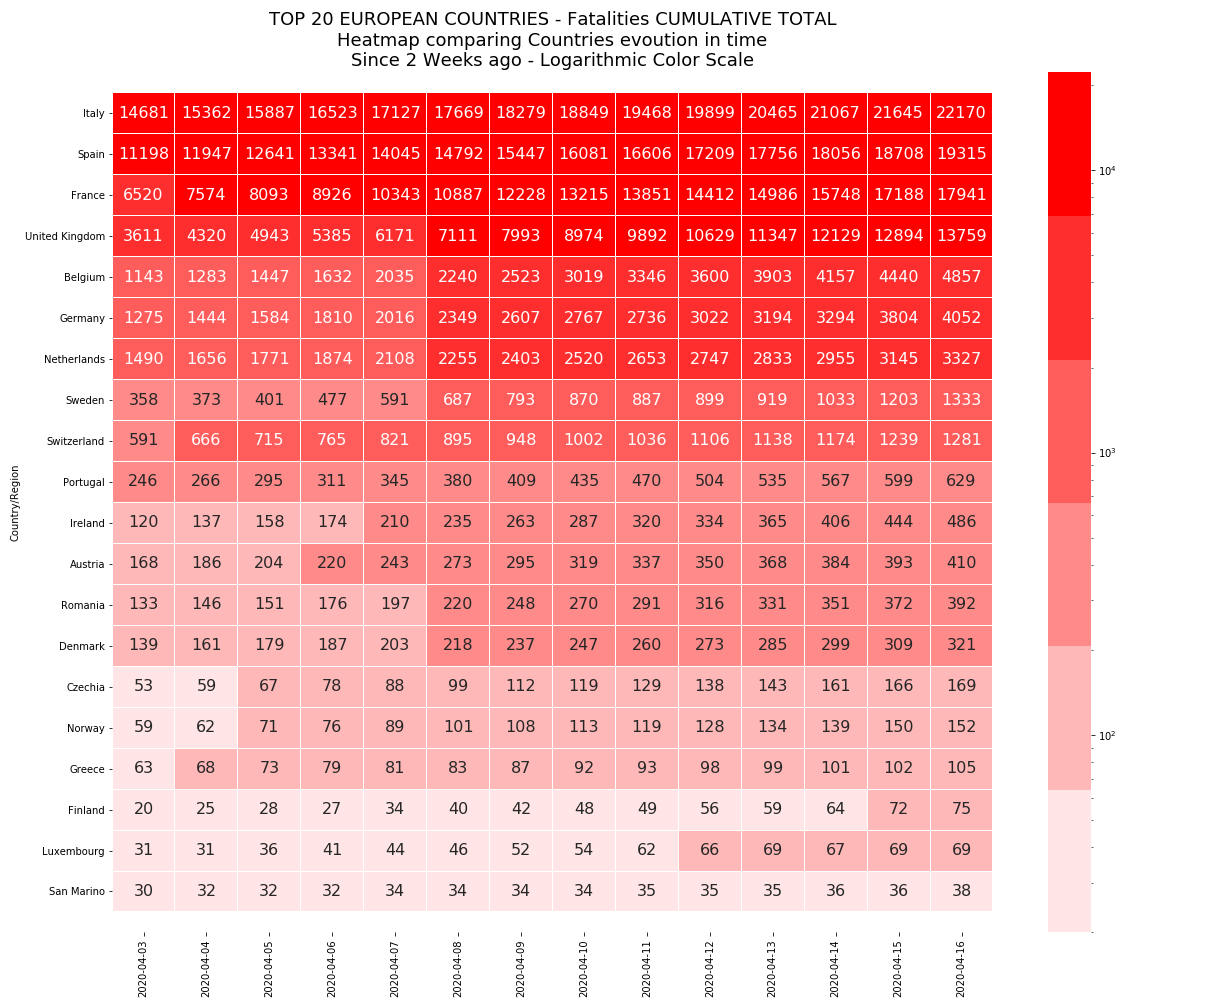 TOP 20 EUROPEAN COUNTRIES - Fatalities CUMULATIVE TOTAL
Heatmap comparing Countries evoution in time
Since 2 Weeks ago - Logarithmic Color Scale
Country/Region
Italy 14681 15362 15887 16523 17127 17669 18279 18849 19468 19899 20465 21067 21645 22170
Spain 11198 11947 12641 13341 14045 14792 15447 16081 16606 17209 17756 18056 18708 19315
France 6520 7574 8093 8926 10343 10887 12228 13215 13851 14412 14986 15748 17188 17941
United Kingdom 3611 4320 4943 5385 6171 7111 7993 8974 9892 10629 11347 12129 12894 13759
Belgium 1143 1283 1447 1632 2035 2240 2523 3019 3346 3600 3903 4157 4440 4857
Germany 1275 1444 1584 1810 2016 2349 2607 2767 2736 3022 3194 3294 3804 4052
Netherlands 1490 1656 1771 1874 2108 2255 2403 2520 2653 2747 2833 2955 3145 3327
Sweden 358 373 401 477 591 687 793 870 887 899 919 1033 1203 1333
Switzerland 591 666 715 765 821 895 948 1002 1036 1106 1138 1174 1239 1281
Portugal 246 266 295 311 345 380 409 435 470 504 535 567 599 629
Ireland 120 137 158 174 210 235 263 287 320 334 365 406 444 486
Austria 168 186 204 220 243 273 295 319 337 350 368 384 393 410
Romania 133 146 151 176 197 220 248 270 291 316 331 351 372 392
Denmark 139 161 179 187 203 218 237 247 260 273 285 299 309 321
Czechia 53 59 67 78 88 99 112 119 129 138 143 161 166 169
Norway 59 62 71 76 89 101 108 113 119 128 134 139 150 152
Greece 63 68 73 79 81 83 87 92 93 98 99 101 102 105
Finland 20 25 28 27 34 40 42 48 49 56 59 64 72 75
Luxembourg 31 31 36 41 44 46 52 54 62 66 69 67 69 69
San Marino 30 32 32 32 34 34 34 34 35 35 35 36 36 38
2020-04-03 2020-04-04 2020-04-05 2020-04-06 2020-04-07 2020-04-08 2020-04-09 2020-04-10 2020-04-11 2020-04-12 2020-04-13 2020-04-14 2020-04-15 2020-04-16
10⁴
10³
10²